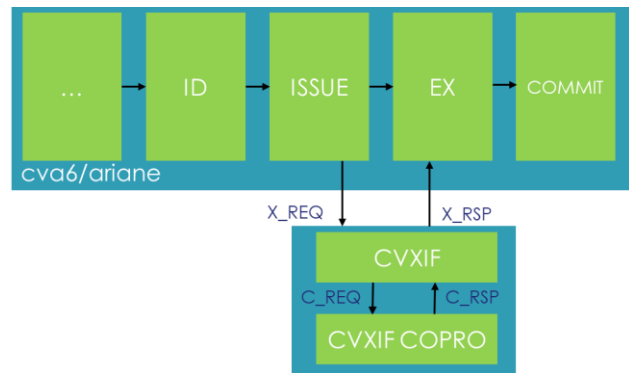 ...
ID
ISSUE
EX
COMMIT
cva6/ariane
X_REQ
X_RSP
CVXIF
C_REQ
C_RSP
CVXIF COPRO